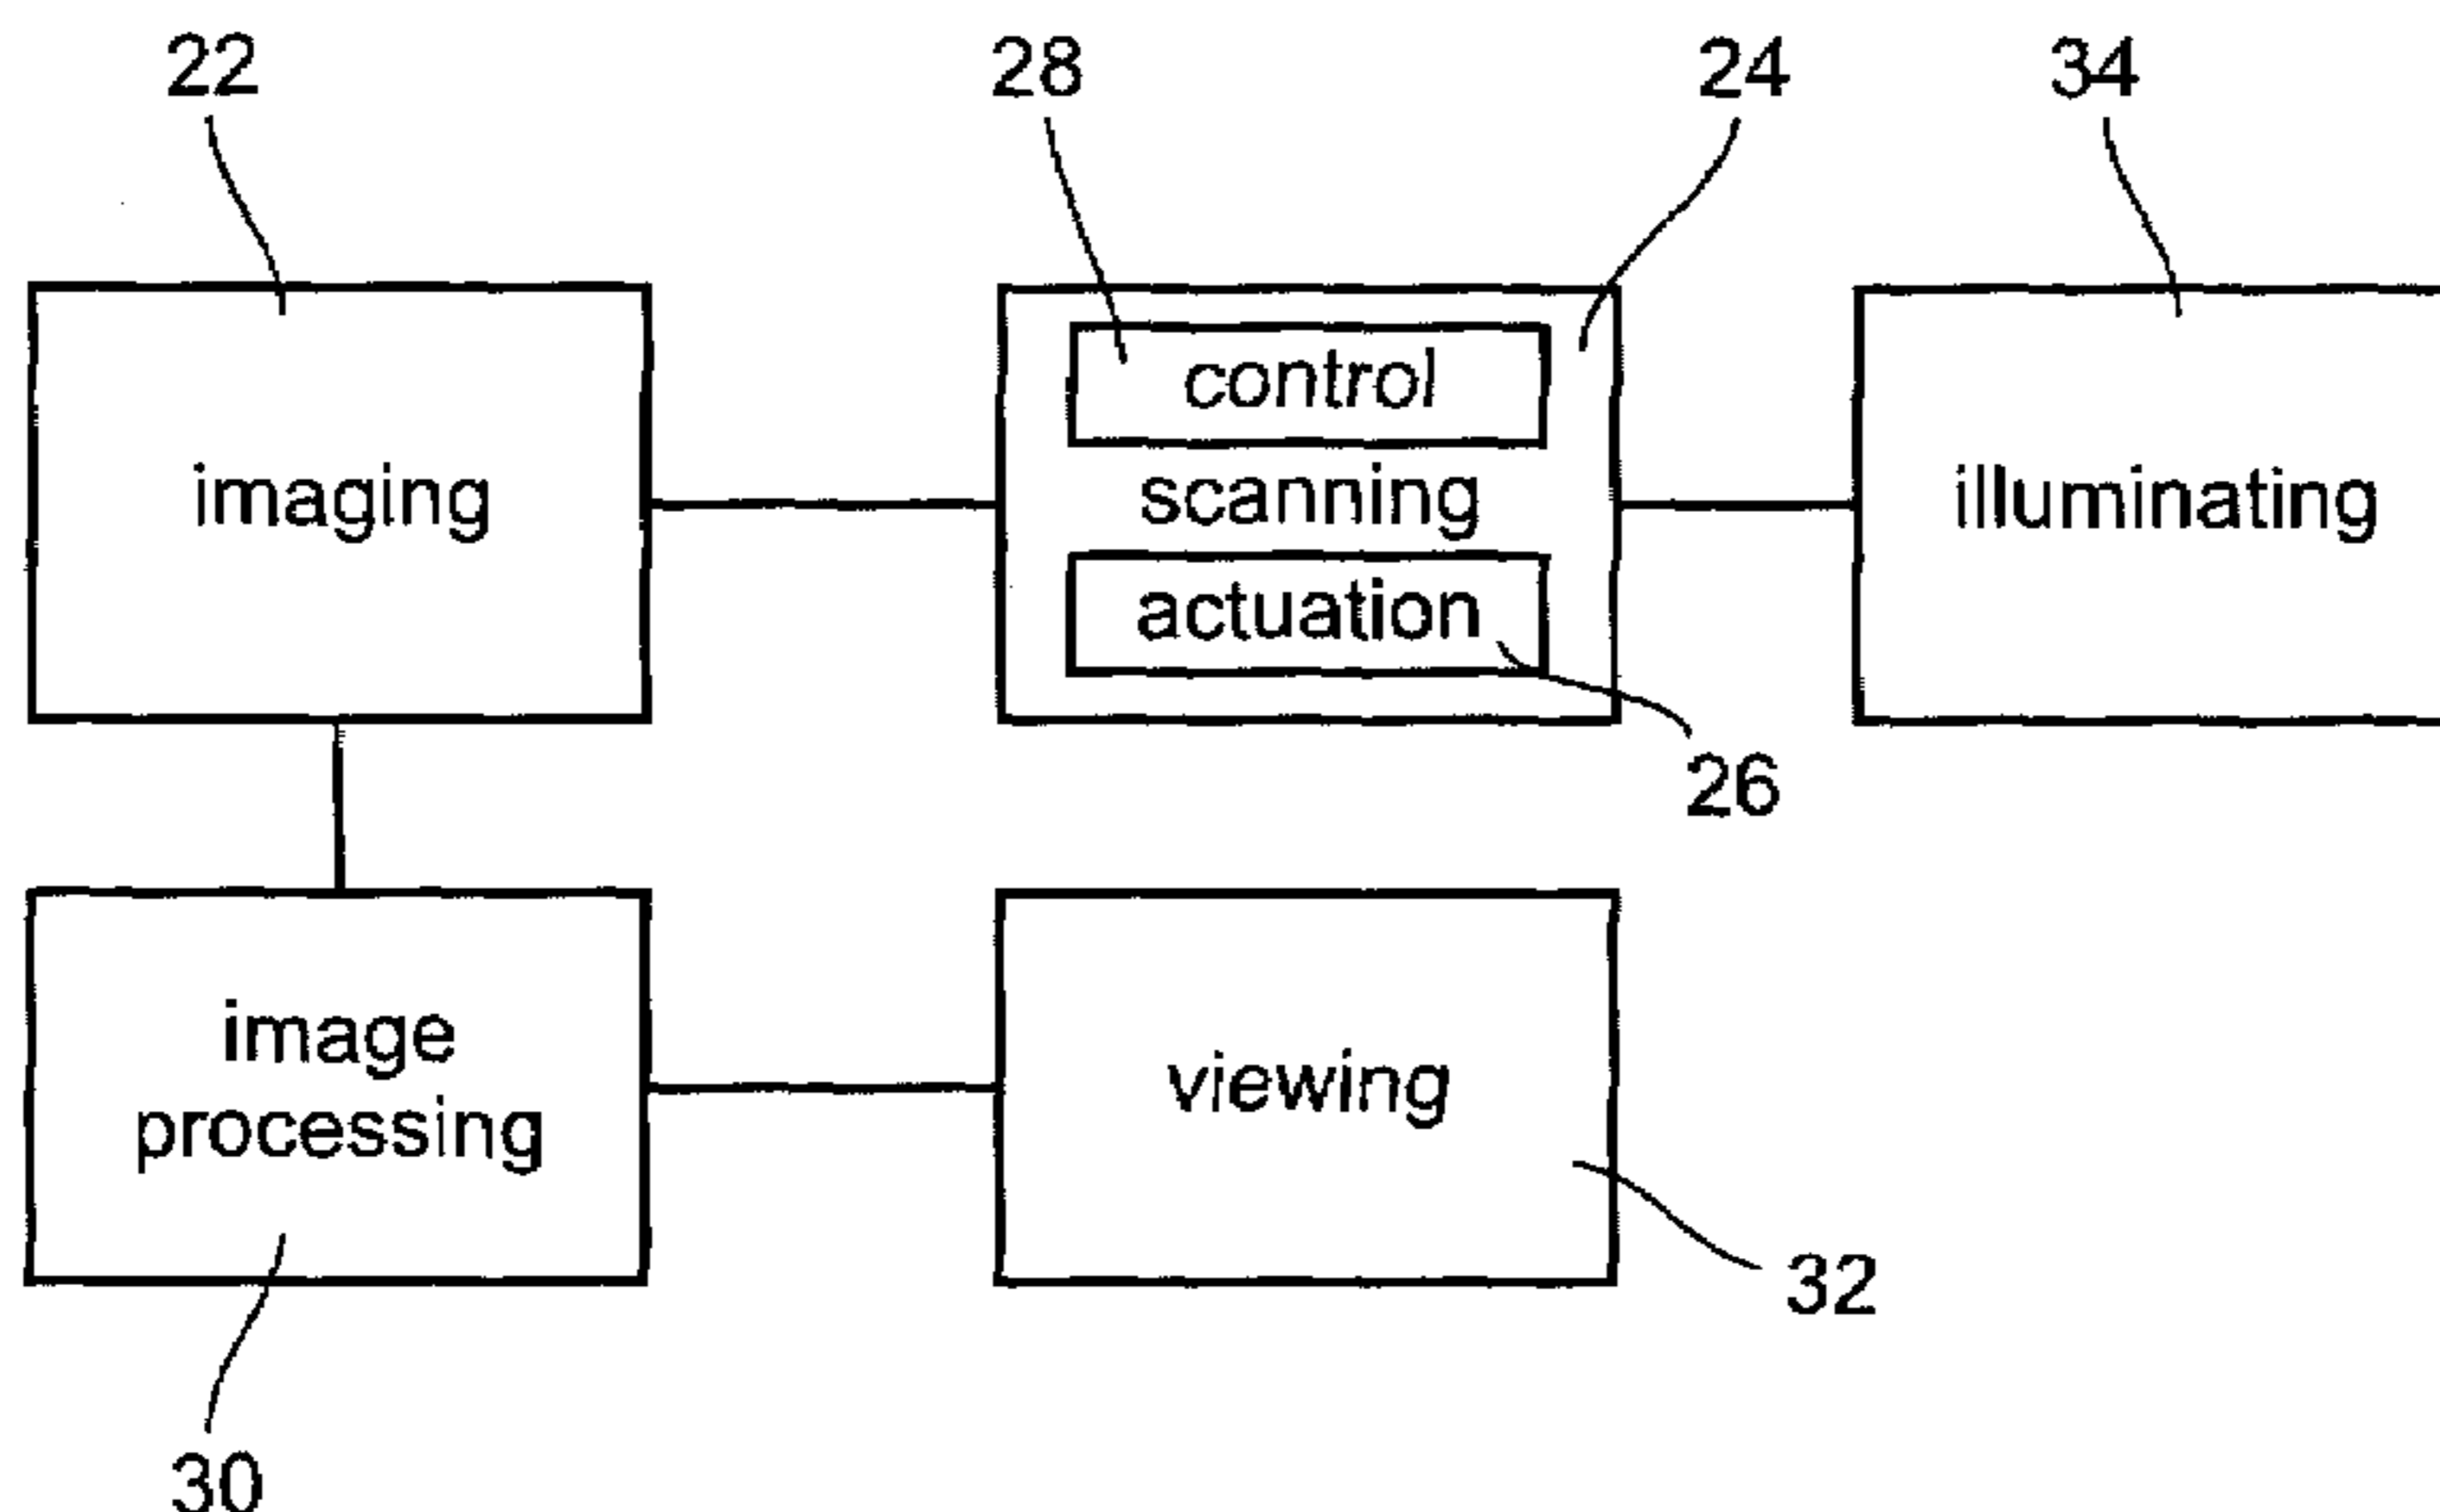 22
28
24
34
control
imaging
scanning
illuminating
actuation
26
image
processing
viewing
32
30